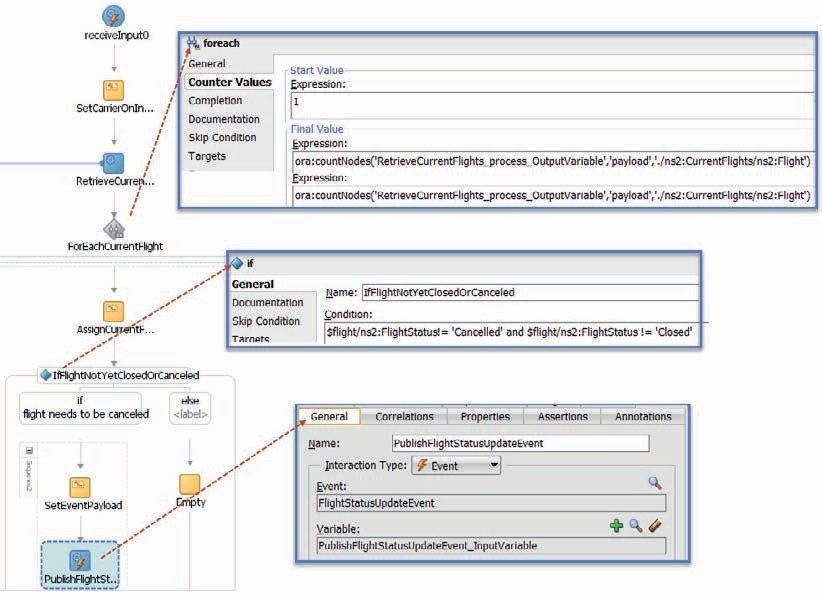 receiveInput0
SetCarrierOnIn...
RetrieveCurren...
ForEachCurrentFlight
AssignCurrentF...
IfFlightNotYetClosedOrCanceled
if
flight needs to be canceled
else
<label>
Sequence2
SetEventPayload
Empty
PublishFlightSt...
foreach
General
Counter Values
Completion
Documentation
Skip Condition
Targets
Start Value
Expression:
1
Final Value
Expression:
ora:countNodes('RetrieveCurrentFlights_process_OutputVariable','payload','./ns2:CurrentFlights/ns2:Flight')
Expression:
ora:countNodes('RetrieveCurrentFlights_process_OutputVariable','payload','./ns2:CurrentFlights/ns2:Flight')
if
General
Documentation
Skip Condition
Targets
Name: IfFlightNotYetClosedOrCanceled
Condition:
$flight/ns2:FlightStatus!= 'Cancelled' and $flight/ns2:FlightStatus != 'Closed'
General Correlations Properties Assertions Annotations
Name: PublishFlightStatusUpdateEvent
Interaction Type: Event
Event:
FlightStatusUpdateEvent
Variable:
PublishFlightStatusUpdateEvent_InputVariable